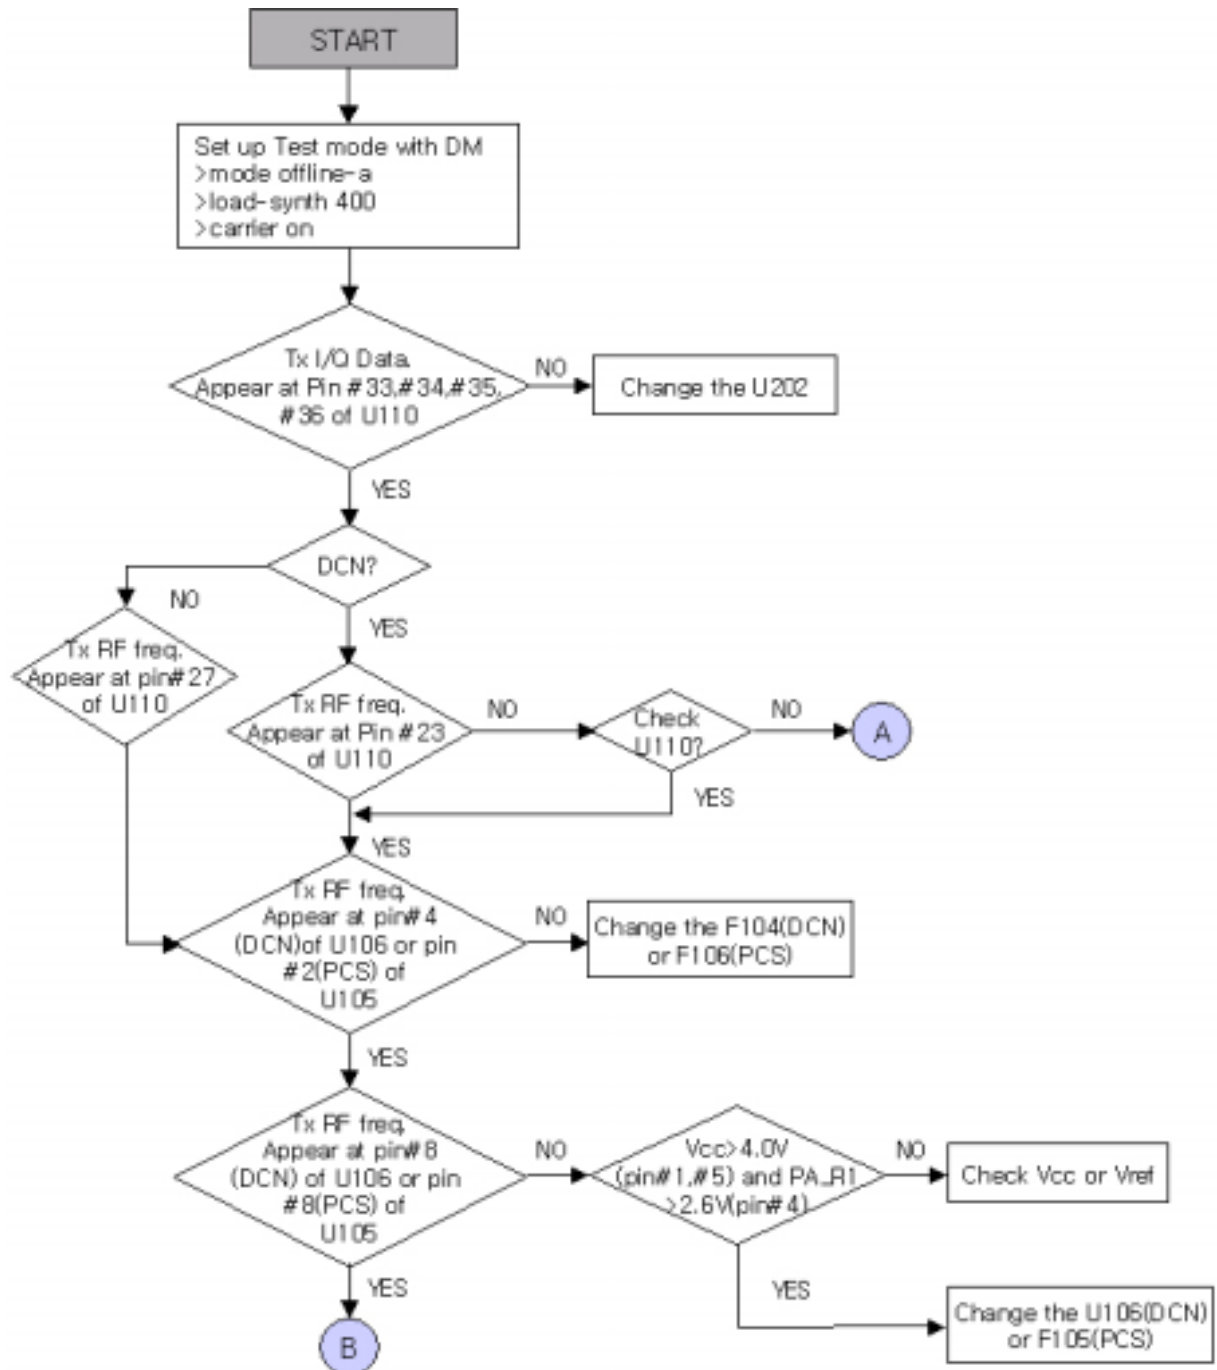 START
Set up Test mode with DM
>mode offline-a
>load-synth 400
>carrier on
Tx I/Q Data.
Appear at Pin #33,#34,#35,
#36 of U110
NO
Change the U202
YES
DCN?
NO
YES
Tx RF freq.
Appear at pin#27
of U110
Tx RF freq.
Appear at Pin #23
of U110
NO
Check
U110?
NO
A
YES
YES
Tx RF freq.
Appear at pin#4
(DCN)of U106 or pin
#2(PCS) of
U105
NO
Change the F104(DCN)
or F106(PCS)
YES
Tx RF freq.
Appear at pin#8
(DCN) of U106 or pin
#8(PCS) of
U105
NO
Vcc>4.0V
(pin#1,#5) and PA_R1
>2.6V(pin#4)
NO
Check Vcc or Vref
YES
YES
Change the U106(DCN)
or F105(PCS)
B